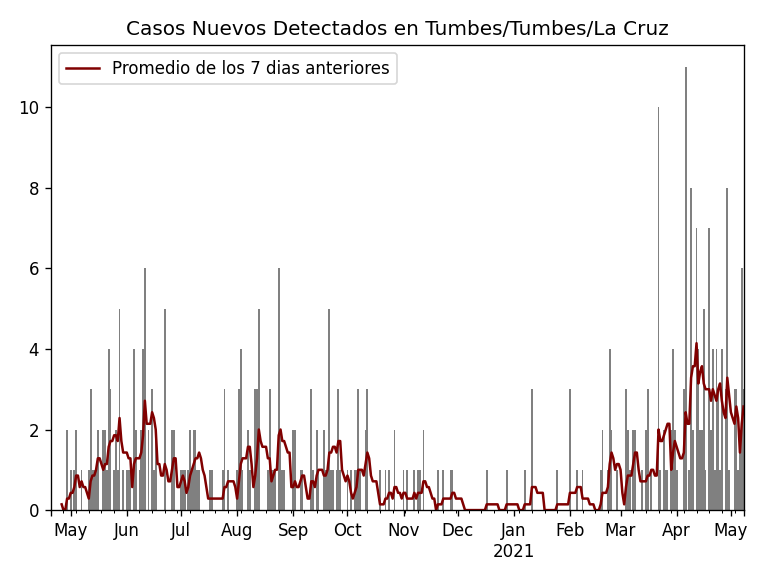 Casos Nuevos Detectados en Tumbes/Tumbes/La Cruz
Promedio de los 7 dias anteriores
10
8
6
4
2
0
May Jun Jul Aug Sep Oct Nov Dec Jan Feb Mar Apr May
2021